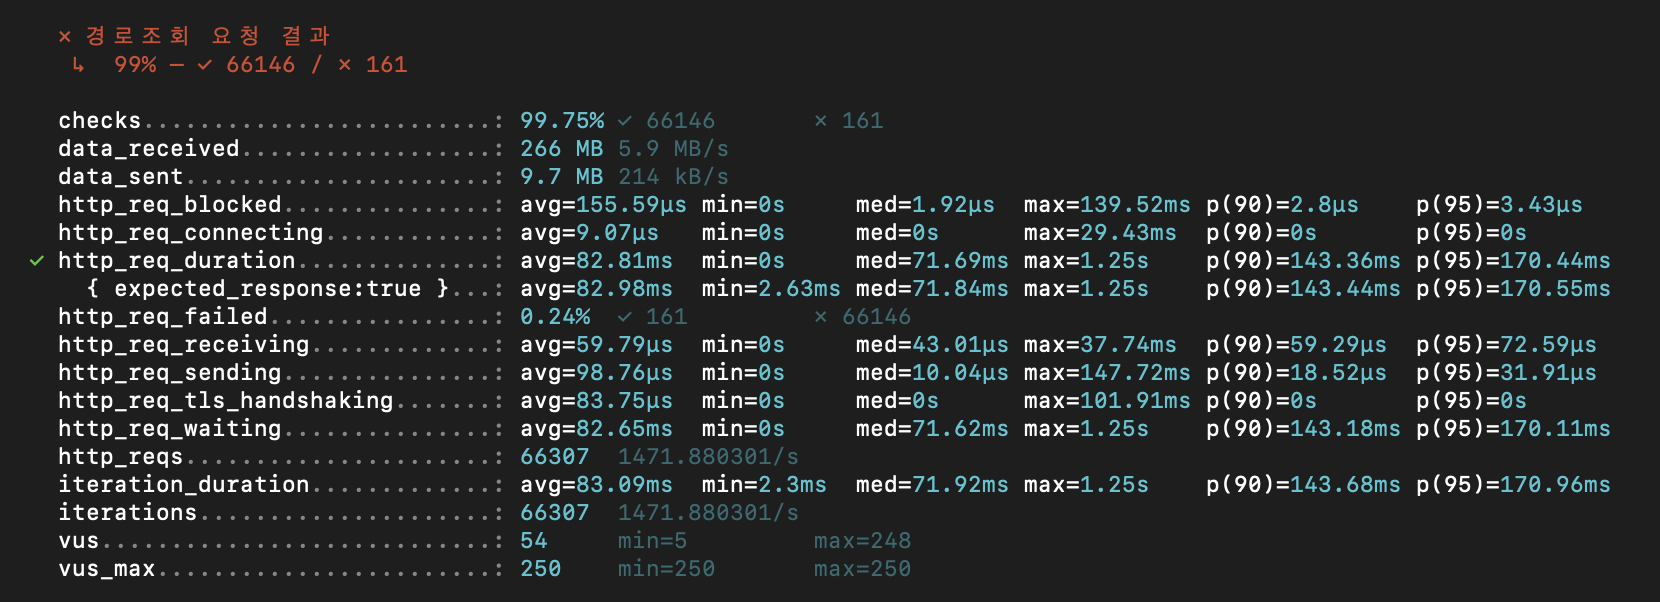 × 경로조회 요청 결과
↳ 99% — ✓ 66146 / × 161
checks.........................: 99.75% ✓ 66146 × 161
data_received..................: 266 MB 5.9 MB/s
data_sent......................: 9.7 MB 214 kB/s
http_req_blocked...............: avg=155.59µs min=0s med=1.92µs max=139.52ms p(90)=2.8µs p(95)=3.43µs
http_req_connecting............: avg=9.07µs min=0s med=0s max=29.43ms p(90)=0s p(95)=0s
✓ http_req_duration..............: avg=82.81ms min=0s med=71.69ms max=1.25s p(90)=143.36ms p(95)=170.44ms
{ expected_response:true }...: avg=82.98ms min=2.63ms med=71.84ms max=1.25s p(90)=143.44ms p(95)=170.55ms
http_req_failed................: 0.24% ✓ 161 × 66146
http_req_receiving.............: avg=59.79µs min=0s med=43.01µs max=37.74ms p(90)=59.29µs p(95)=72.59µs
http_req_sending...............: avg=98.76µs min=0s med=10.04µs max=147.72ms p(90)=18.52µs p(95)=31.91µs
http_req_tls_handshaking.......: avg=83.75µs min=0s med=0s max=101.91ms p(90)=0s p(95)=0s
http_req_waiting...............: avg=82.65ms min=0s med=71.62ms max=1.25s p(90)=143.18ms p(95)=170.11ms
http_reqs......................: 66307 1471.880301/s
iteration_duration.............: avg=83.09ms min=2.3ms med=71.92ms max=1.25s p(90)=143.68ms p(95)=170.96ms
iterations.....................: 66307 1471.880301/s
vus............................: 54 min=5 max=248
vus_max........................: 250 min=250 max=250